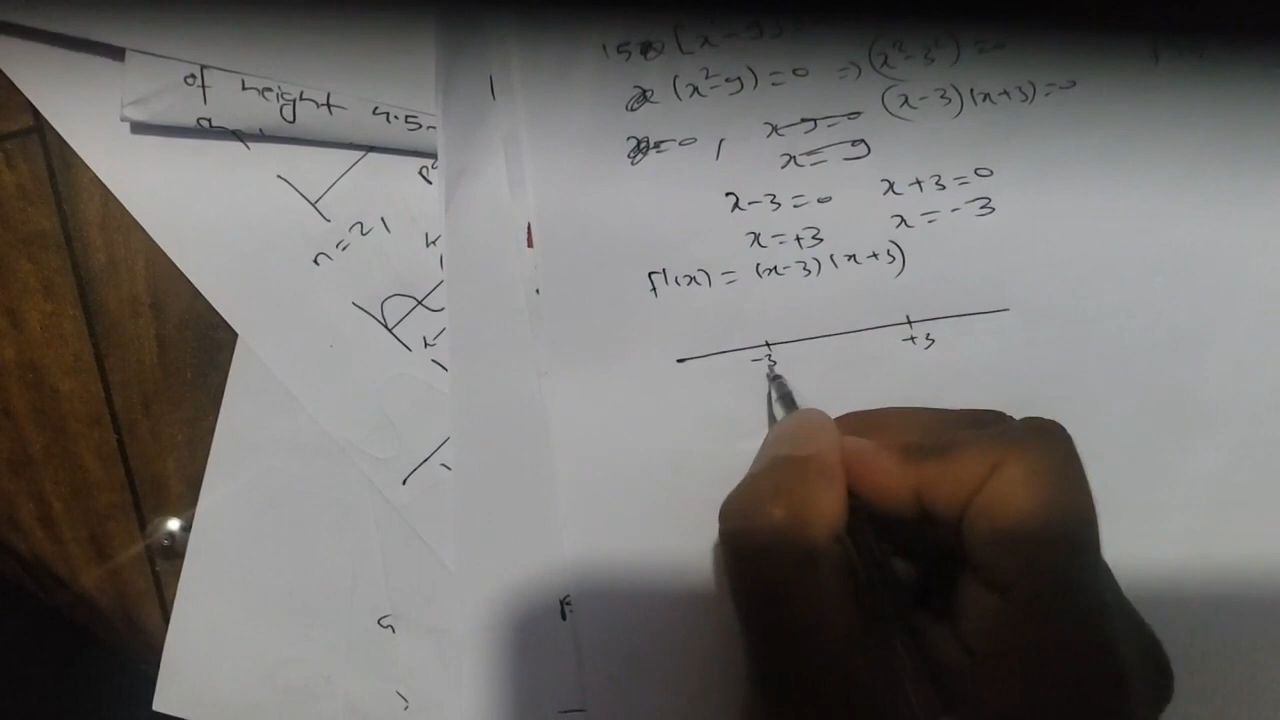 of height 4.5
n=21
(x²-9)=0 ⇒ (x²-3²)=0
=0 , x-9=0 (x-3)(x+3)=0
x=9
x-3=0 x+3=0
x=+3 x=-3
f'(x) = (x-3)(x+3)
-3 +3